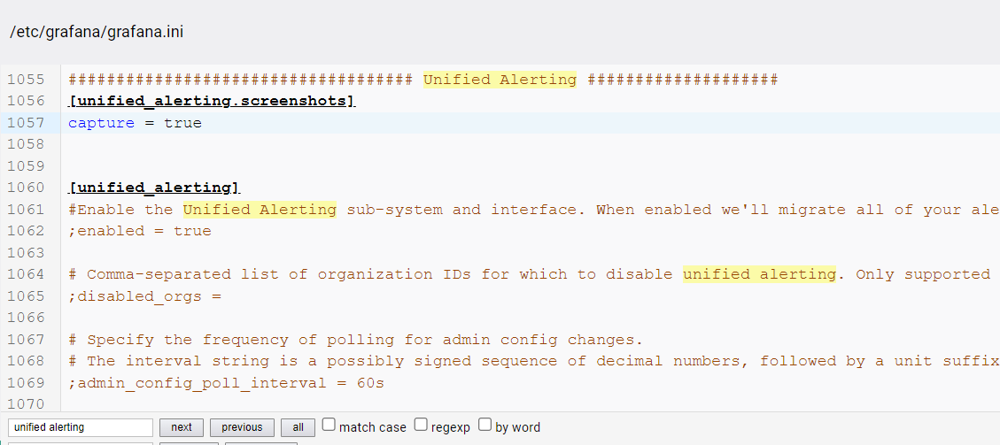 /etc/grafana/grafana.ini
1055 #################################### Unified Alerting ####################
1056 [unified_alerting.screenshots]
1057 capture = true
1058
1059
1060 [unified_alerting]
1061 #Enable the Unified Alerting sub-system and interface. When enabled we'll migrate all of your ale
1062 ;enabled = true
1063
1064 # Comma-separated list of organization IDs for which to disable unified alerting. Only supported
1065 ;disabled_orgs =
1066
1067 # Specify the frequency of polling for admin config changes.
1068 # The interval string is a possibly signed sequence of decimal numbers, followed by a unit suffix
1069 ;admin_config_poll_interval = 60s
1070
unified alerting next previous all match case regexp by word